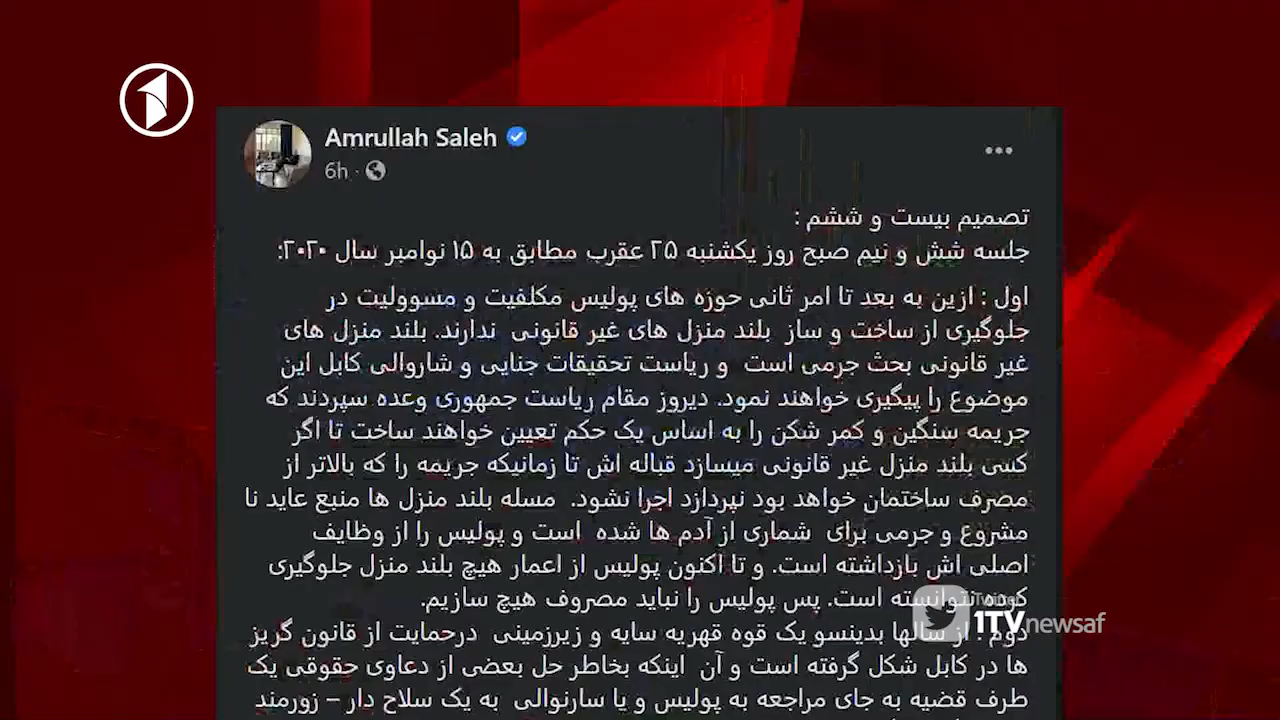 Amrullah Saleh
6h
تصمیم بیست و ششم :
جلسه شش و نیم صبح روز یکشنبه ۲۵ عقرب مطابق به ۱۵ نوامبر سال ۲۰۲۰:
اول : ازین به بعد تا امر ثانی حوزه های پولیس مکلفیت و مسوولیت در
جلوگیری از ساخت و ساز بلند منزل های غیر قانونی ندارند. بلند منزل های
غیر قانونی بحث جرمی است و ریاست تحقیقات جنایی و شاروالی کابل این
موضوع را پیگیری خواهند نمود. دیروز مقام ریاست جمهوری وعده سپردند که
جریمه سنگین و کمر شکن را به اساس یک حکم تعیین خواهند ساخت تا اگر
کسی بلند منزل غیر قانونی میسازد قباله اش تا زمانیکه جریمه را که بالاتر از
مصرف ساختمان خواهد بود نپردازد اجرا نشود. مسله بلند منزل ها منبع عاید نا
مشروع و جرمی برای شماری از آدم ها شده است و پولیس را از وظایف
اصلی اش بازداشته است. و تا اکنون پولیس از اعمار هیچ بلند منزل جلوگیری
کرده نتوانسته است. پس پولیس را نباید مصروف هیچ سازیم.
دوم : از سالها بدینسو یک قوه قهریه سایه و زیرزمینی درحمایت از قانون گریز
ها در کابل شکل گرفته است و آن اینکه بخاطر حل بعضی از دعاوی حقوقی یک
طرف قضیه به جای مراجعه به پولیس و یا سارنوالی به یک سلاح دار – زورمند
Twitter
1TVnewsaf